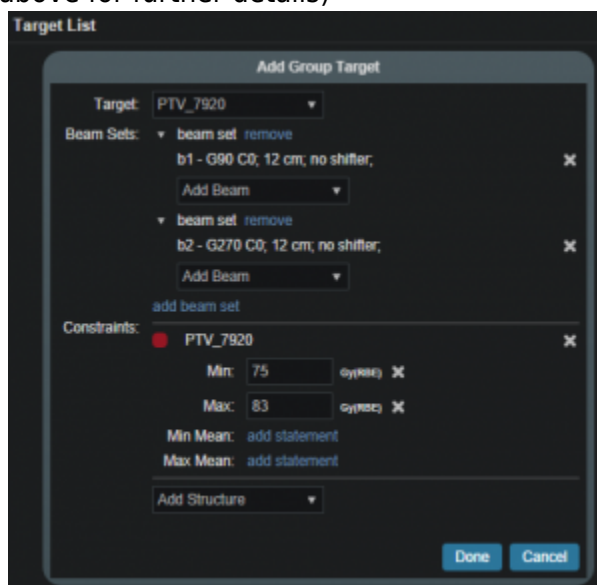 above for further details)
Target List
Add Group Target
Target: PTV_7920
Beam Sets: beam set remove
b1 - G90 C0; 12 cm; no shifter;
Add Beam
beam set remove
b2 - G270 C0; 12 cm; no shifter;
Add Beam
add beam set
Constraints: PTV_7920
Min: 75 Gy(RBE)
Max: 83 Gy(RBE)
Min Mean: add statement
Max Mean: add statement
Add Structure
Done Cancel